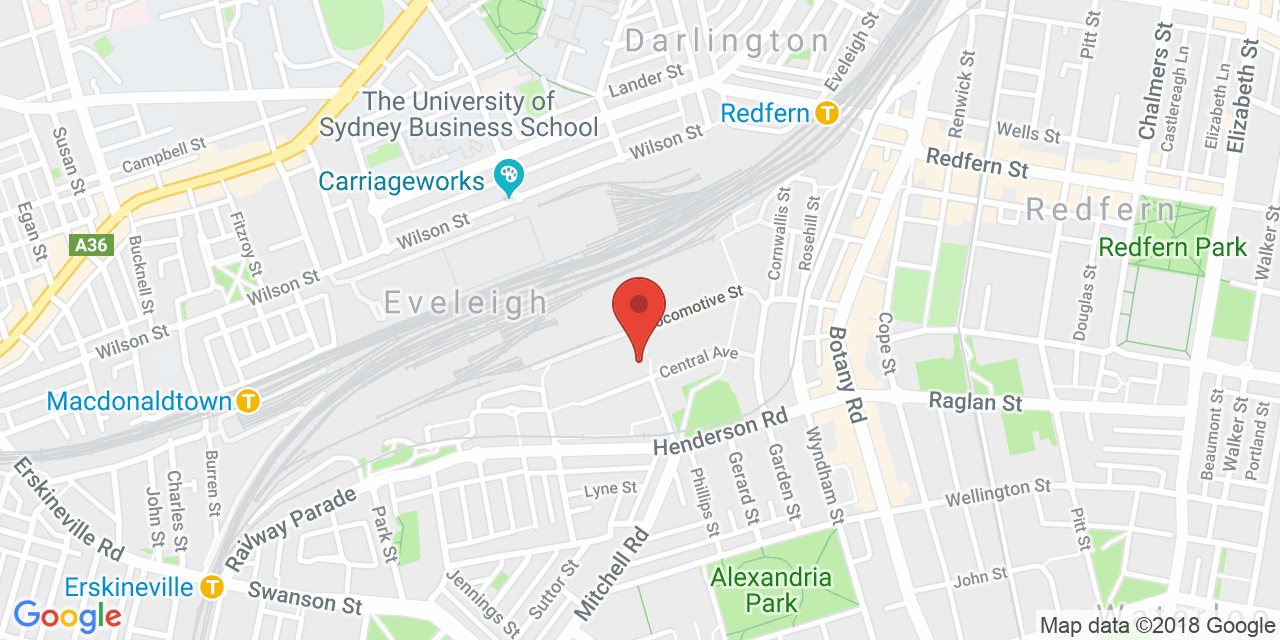 Darlington
Eveleigh St
Pitt St
Chalmers St
Castlereagh Ln
Elizabeth Ln
Elizabeth St
Renwick St
Lander St
The University of
Sydney Business School
Redfern
Wells St
Wilson St
Campbell St
Susan St
Redfern St
Carriageworks
Redfern
Egan St
A36
Fitzroy St
Wilson St
Cornwallis St
Rosehill St
Redfern Park
Walker St
Bucknell St
Wilson St
Eveleigh
Locomotive St
Douglas St
Wilson St
Botany Rd
Cope St
Central Ave
Macdonaldtown
Raglan St
Henderson Rd
Beaumont St
Walker St
Portland St
Erskineville Rd
John St
Charles St
Burren St
Railway Parade
Park St
Lyne St
Phillips St
Gerard St
Garden St
Wyndham St
Wellington St
Pitt St
Mitchell Rd
Erskineville
Swanson St
Jennings St
Suttor St
Alexandria
Park
John St
Waterloo
Google
Map data ©2018 Google